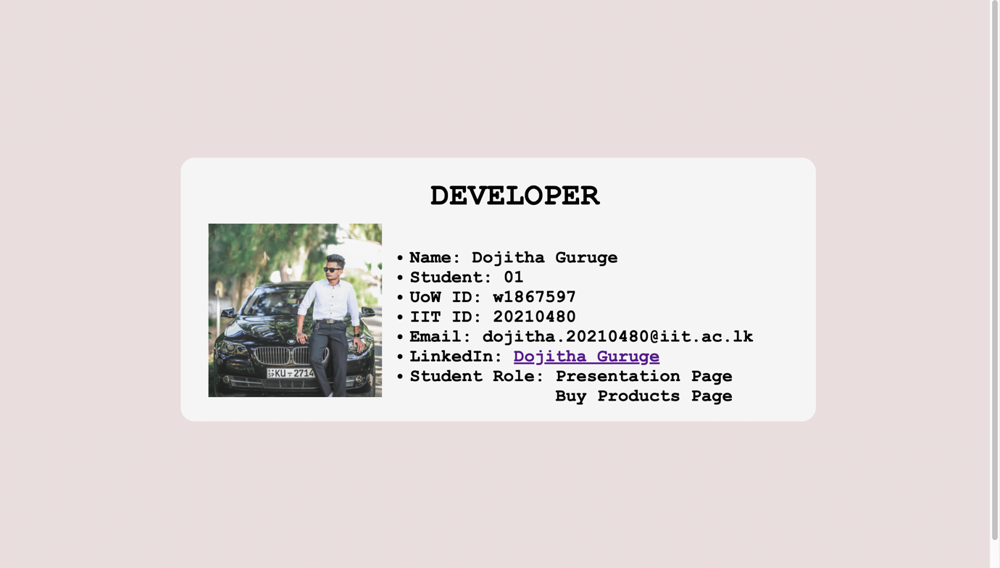 DEVELOPER
• Name: Dojitha Guruge
• Student: 01
• UoW ID: w1867597
• IIT ID: 20210480
• Email: dojitha.20210480@iit.ac.lk
• LinkedIn: Dojitha Guruge
• Student Role: Presentation Page
Buy Products Page
SP KU-2714